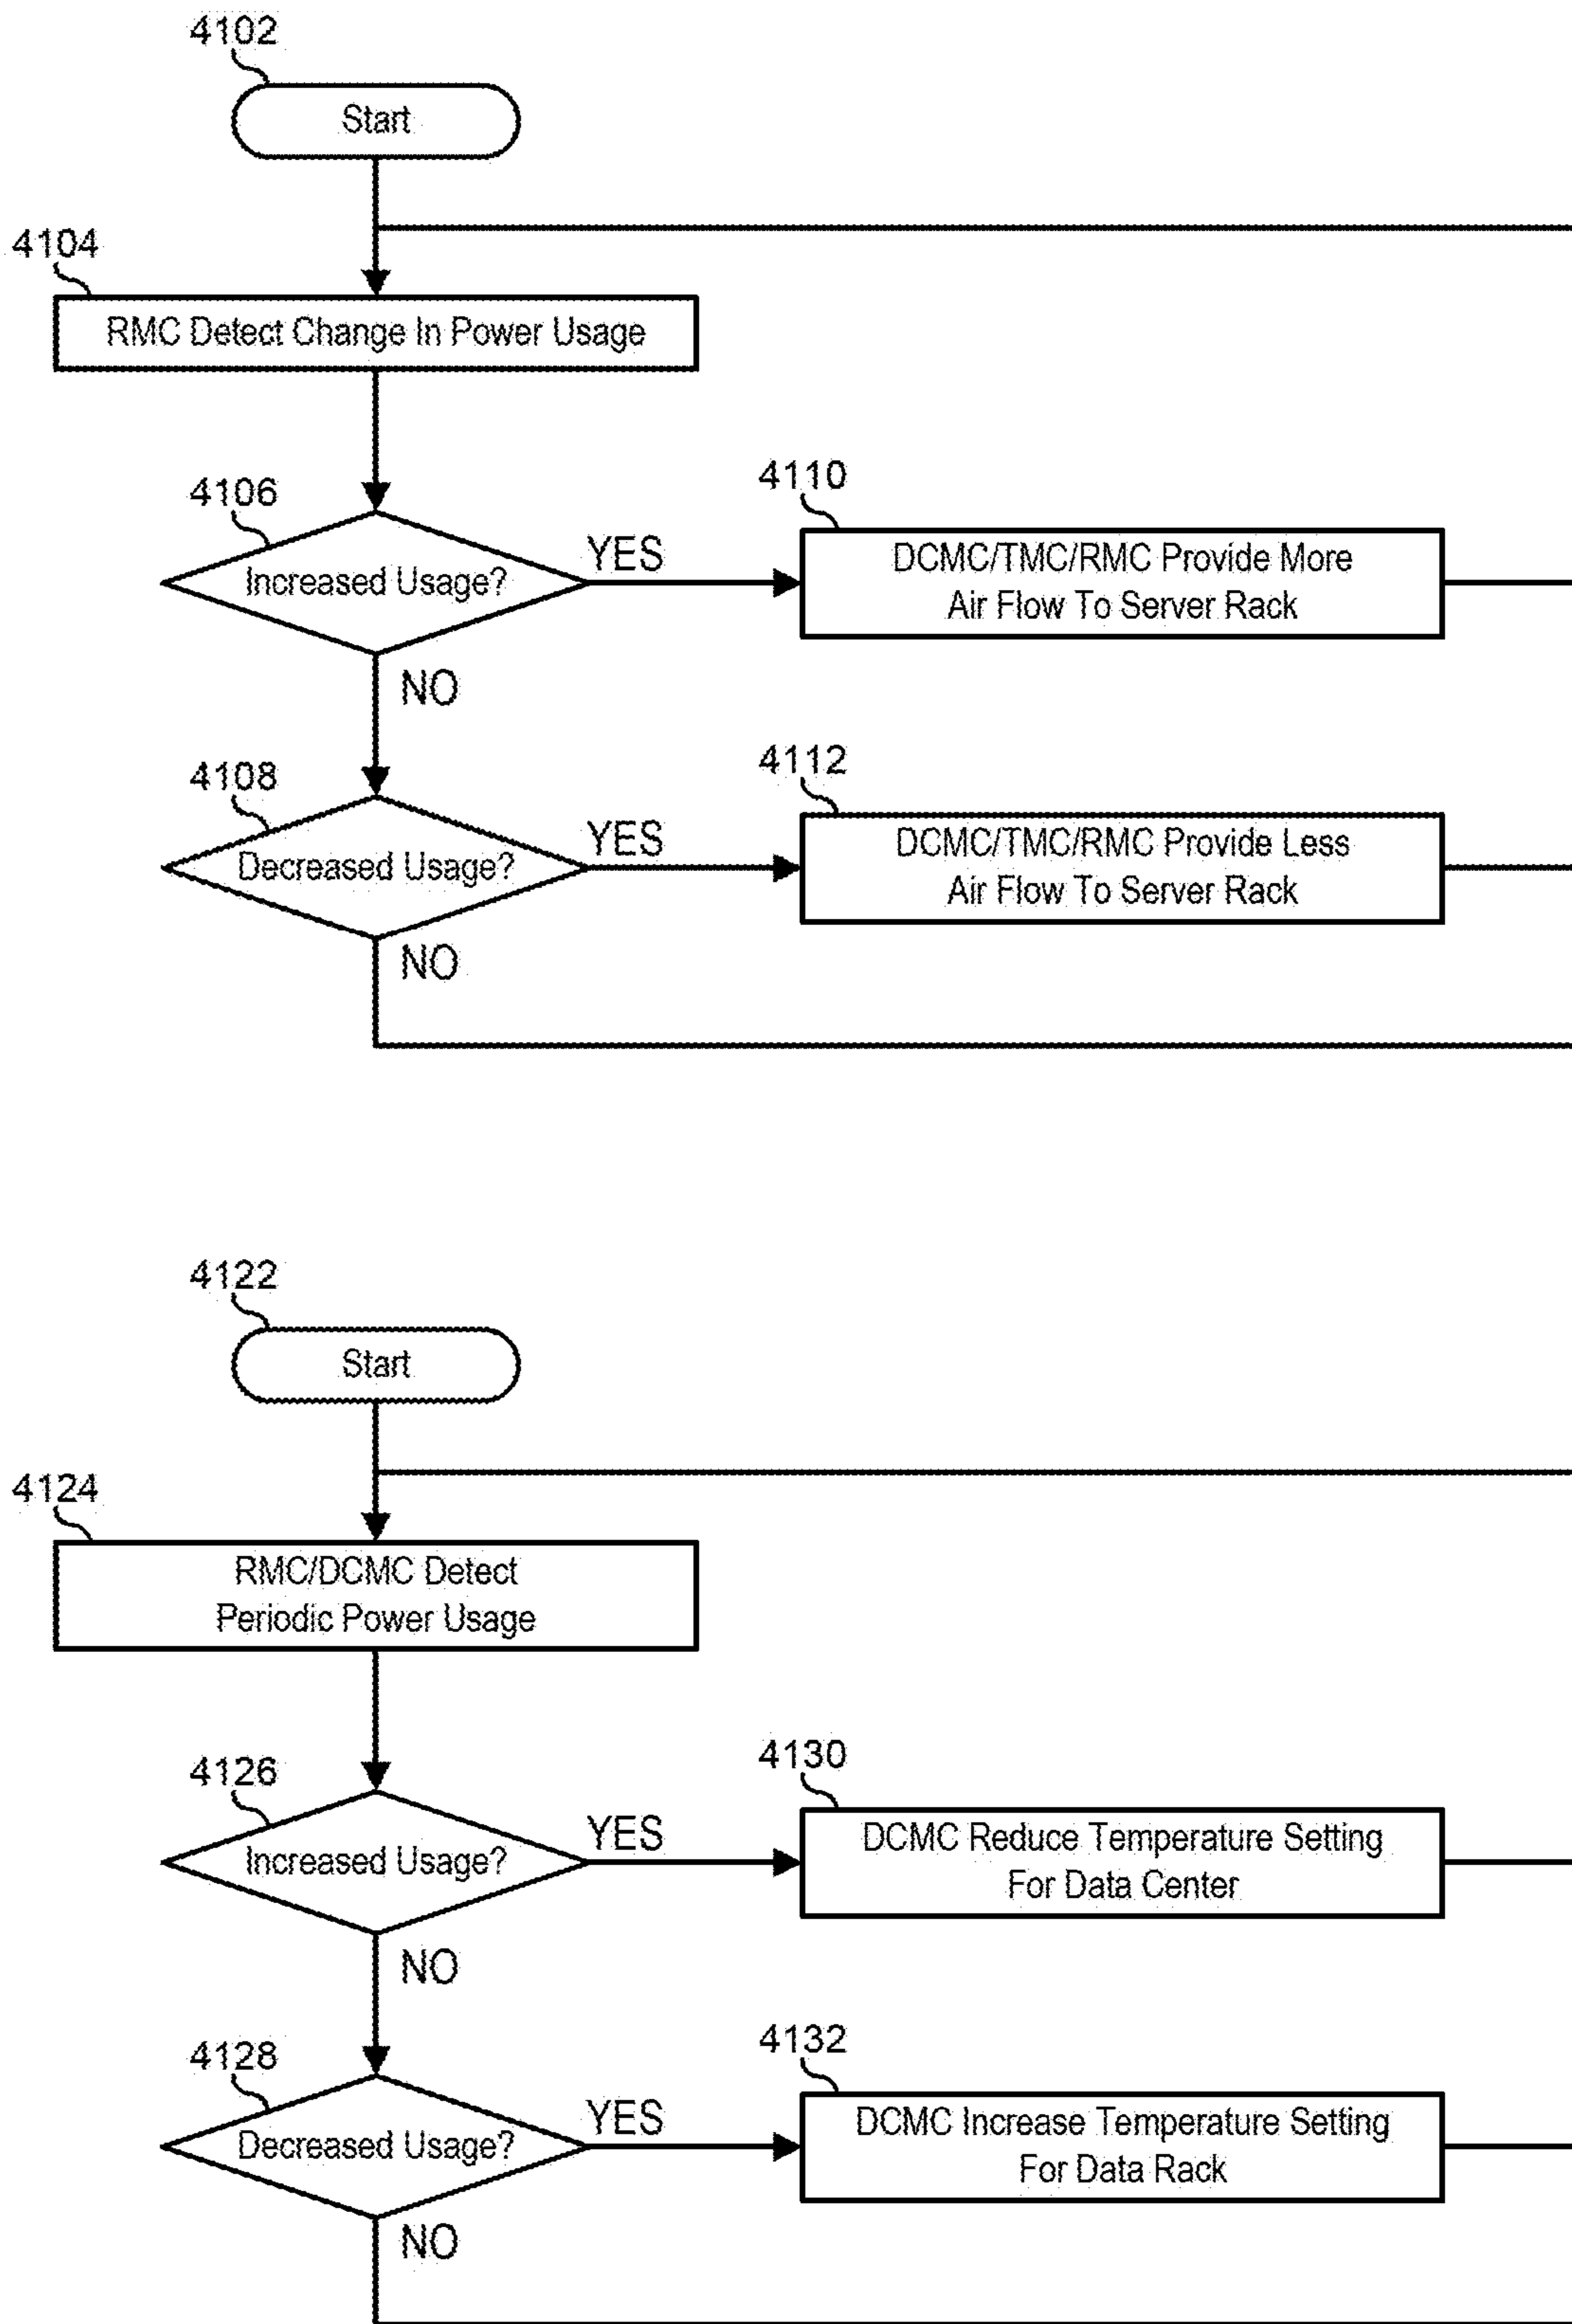 4102
Start
4104
RMC Detect Change In Power Usage
4106
Increased Usage?
YES
4110
DCMC/TMC/RMC Provide More
Air Flow To Server Rack
NO
4108
Decreased Usage?
YES
4112
DCMC/TMC/RMC Provide Less
Air Flow To Server Rack
NO
4122
Start
4124
RMC/DCMC Detect
Periodic Power Usage
4126
Increased Usage?
YES
4130
DCMC Reduce Temperature Setting
For Data Center
NO
4128
Decreased Usage?
YES
4132
DCMC Increase Temperature Setting
For Data Rack
NO